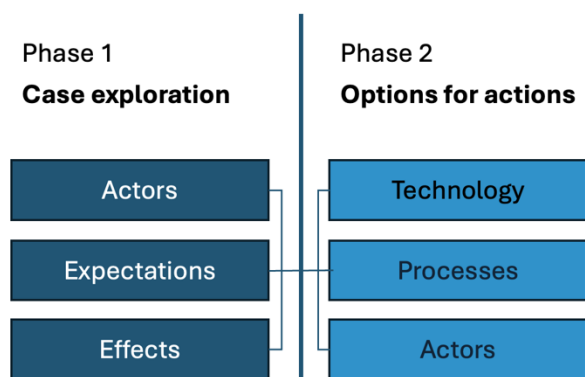 Phase 1
Case exploration
Actors
Expectations
Effects
Phase 2
Options for actions
Technology
Processes
Actors